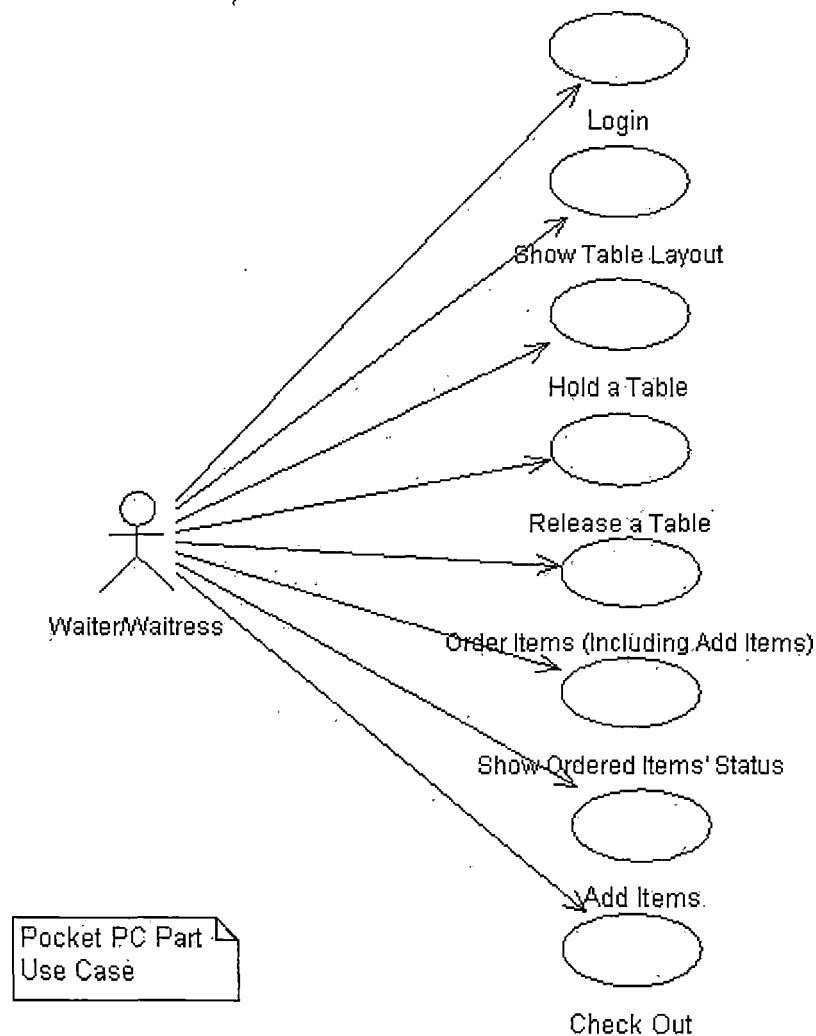 Login
Show Table Layout
Hold a Table
Release a Table
Waiter/Waitress
Order Items (Including Add Items)
Show Ordered Items' Status
Add Items
Pocket PC Part
Use Case
Check Out